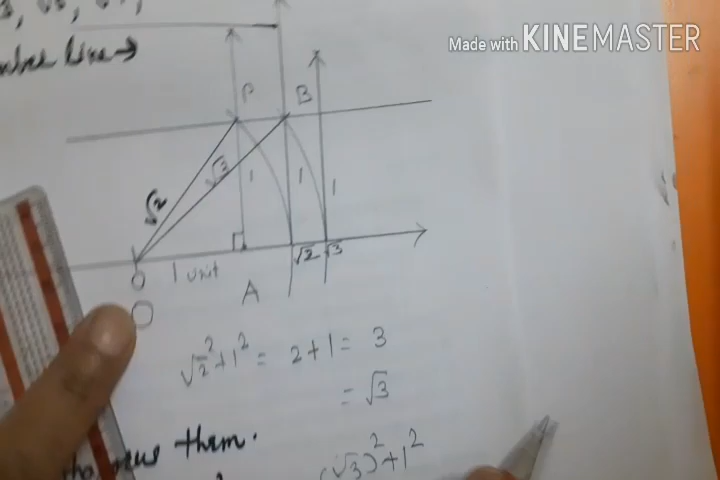 Made with KINEMASTER
line →
P B
√2 √3 1 1 1
0 1 unit √2 √3
O A
√2² + 1² = 2 + 1 = 3
= √3
them.
(√3)² + 1²